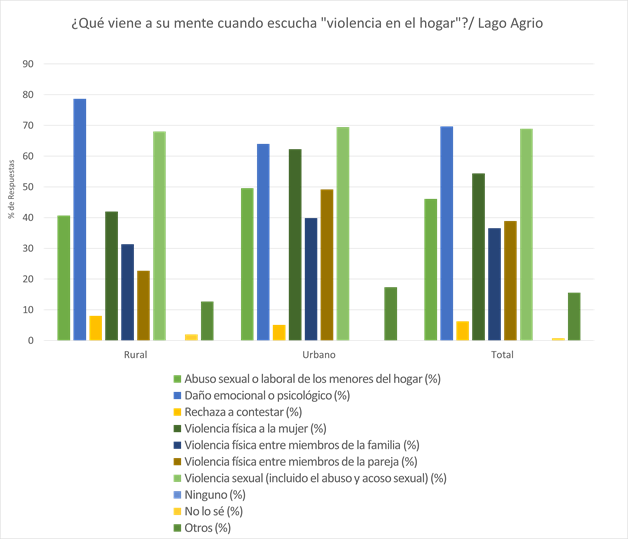 ¿Qué viene a su mente cuando escucha "violencia en el hogar"?/ Lago Agrio
90
80
70
60
50
40
30
20
10
0
% de Respuestas
Rural
Urbano
Total
Abuso sexual o laboral de los menores del hogar (%)
Daño emocional o psicológico (%)
Rechaza a contestar (%)
Violencia física a la mujer (%)
Violencia física entre miembros de la familia (%)
Violencia física entre miembros de la pareja (%)
Violencia sexual (incluido el abuso y acoso sexual) (%)
Ninguno (%)
No lo sé (%)
Otros (%)